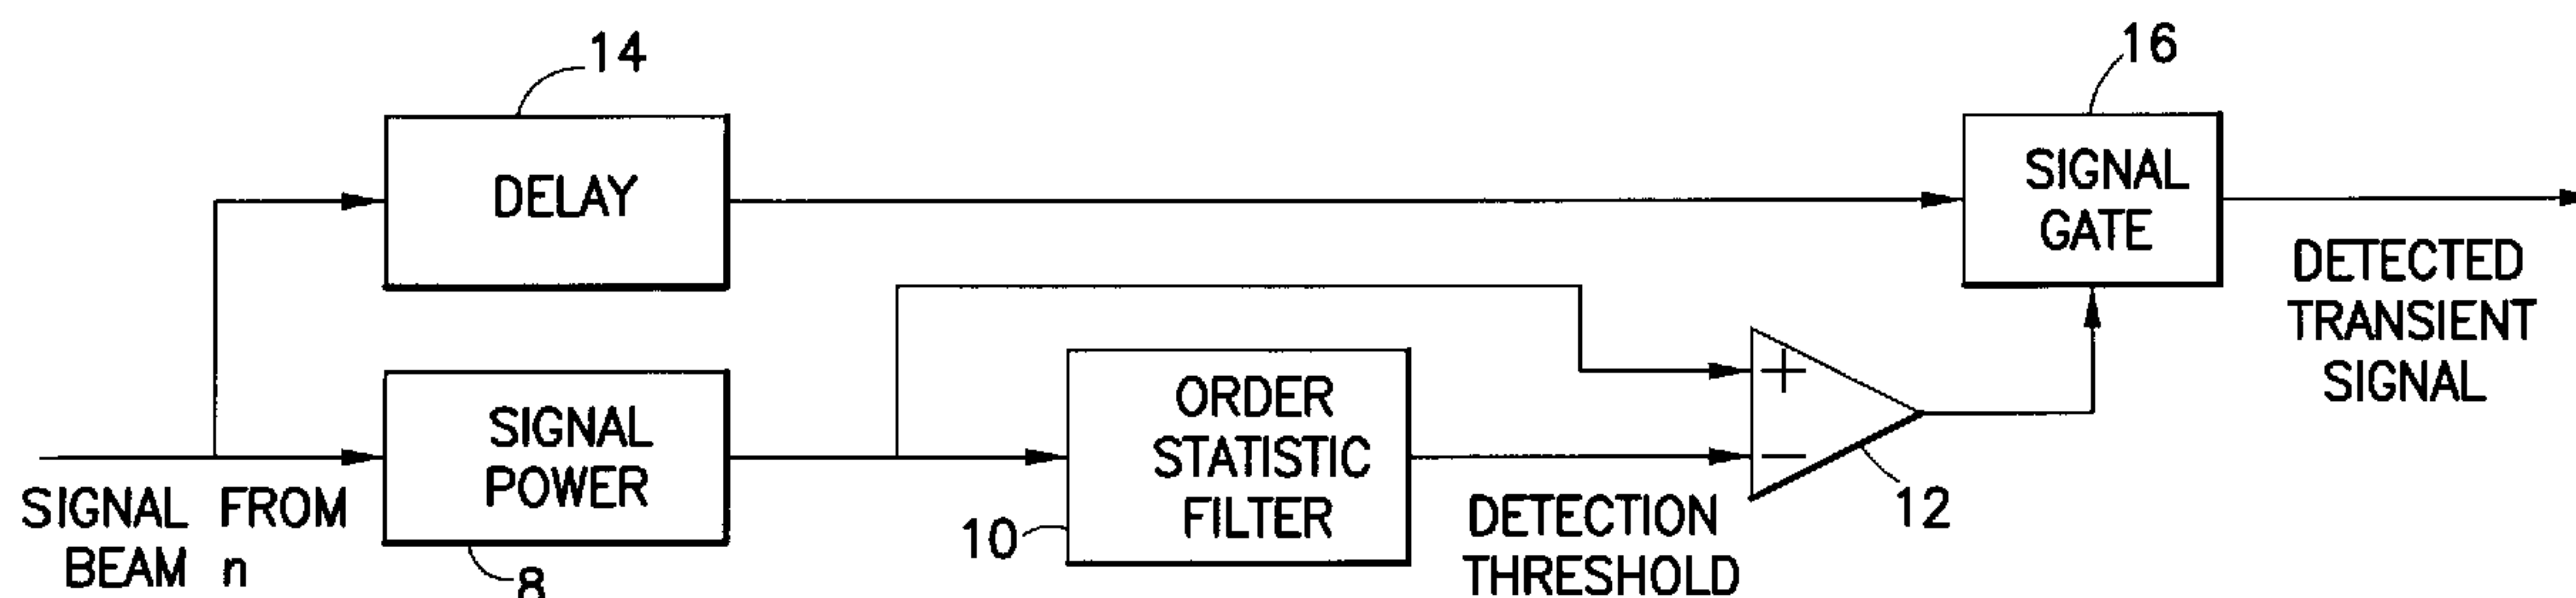 14
16
DELAY
SIGNAL
GATE
DETECTED
TRANSIENT
SIGNAL
SIGNAL
POWER
ORDER
STATISTIC
FILTER
+
−
SIGNAL FROM
BEAM n
8
10
DETECTION
THRESHOLD
12